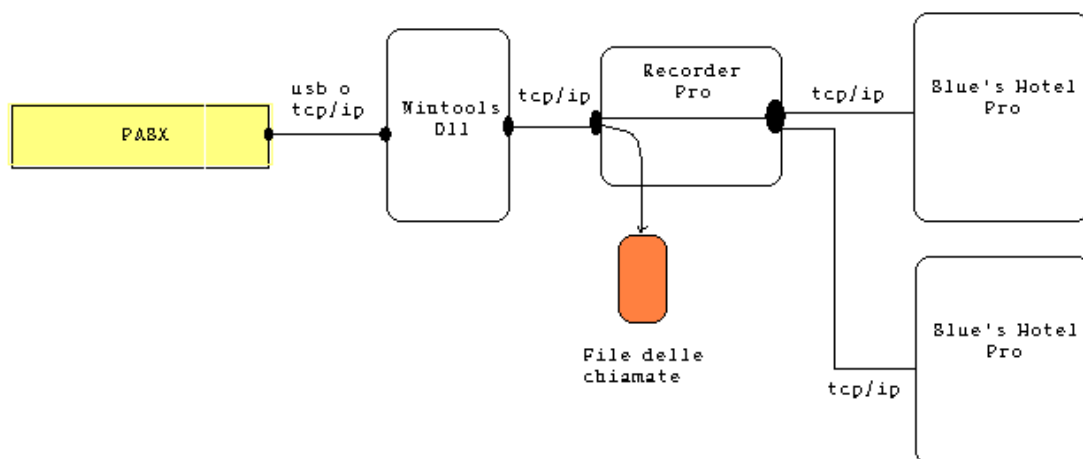 PABX
usb o
tcp/ip
Wintools
Dll
tcp/ip
Recorder
Pro
tcp/ip
Blue's Hotel
Pro
File delle
chiamate
tcp/ip
Blue's Hotel
Pro